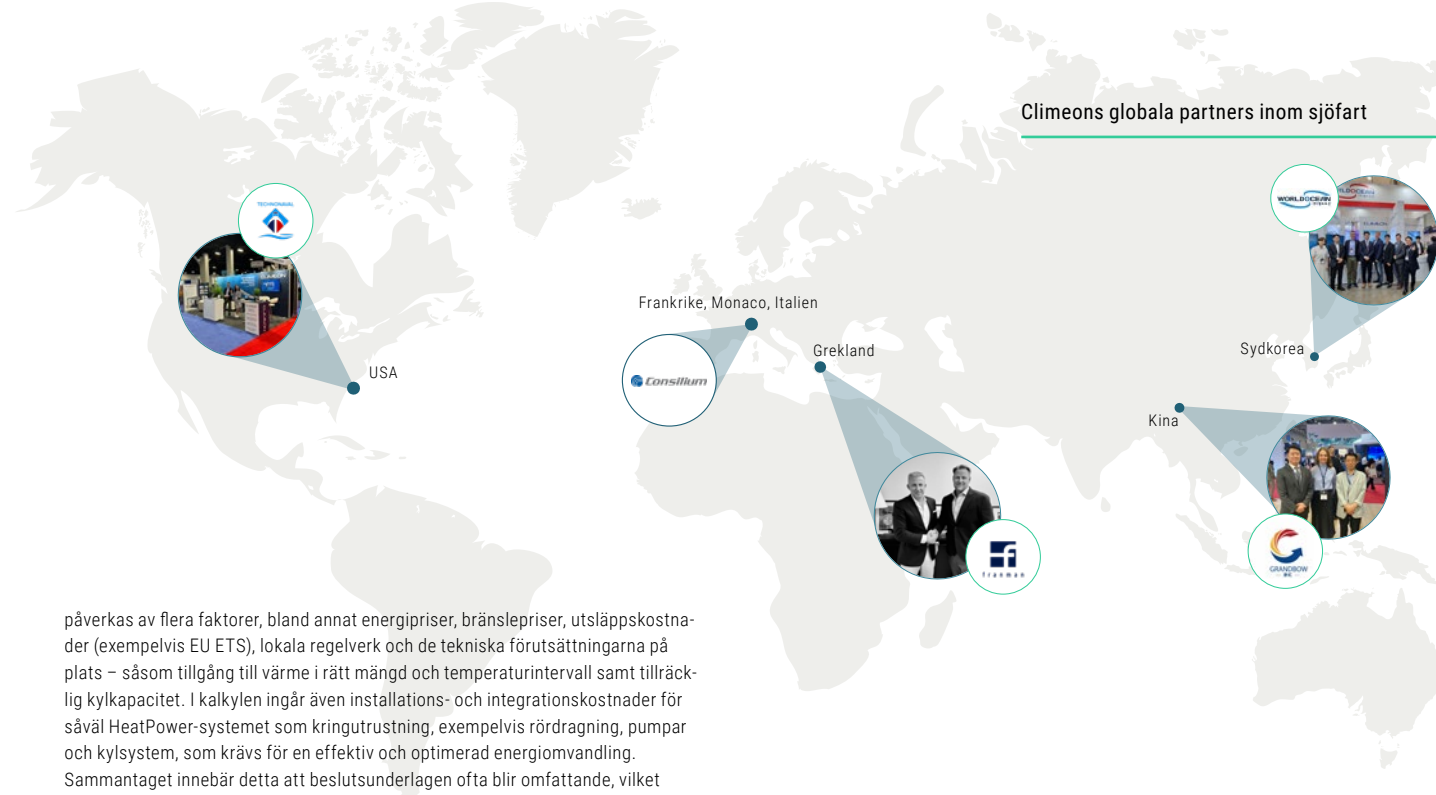 Climeons globala partners inom sjöfart
TECHNONAVAL
USA
Frankrike, Monaco, Italien
Consilium
Grekland
franman
WORLDOCEAN
Sydkorea
Kina
GRANDBOW
påverkas av flera faktorer, bland annat energipriser, bränslepriser, utsläppskostna-
der (exempelvis EU ETS), lokala regelverk och de tekniska förutsättningarna på
plats – såsom tillgång till värme i rätt mängd och temperaturintervall samt tillräck-
lig kylkapacitet. I kalkylen ingår även installations- och integrationskostnader för
såväl HeatPower-systemet som kringutrustning, exempelvis rördragning, pumpar
och kylsystem, som krävs för en effektiv och optimerad energiomvandling.
Sammantaget innebär detta att beslutsunderlagen ofta blir omfattande, vilket